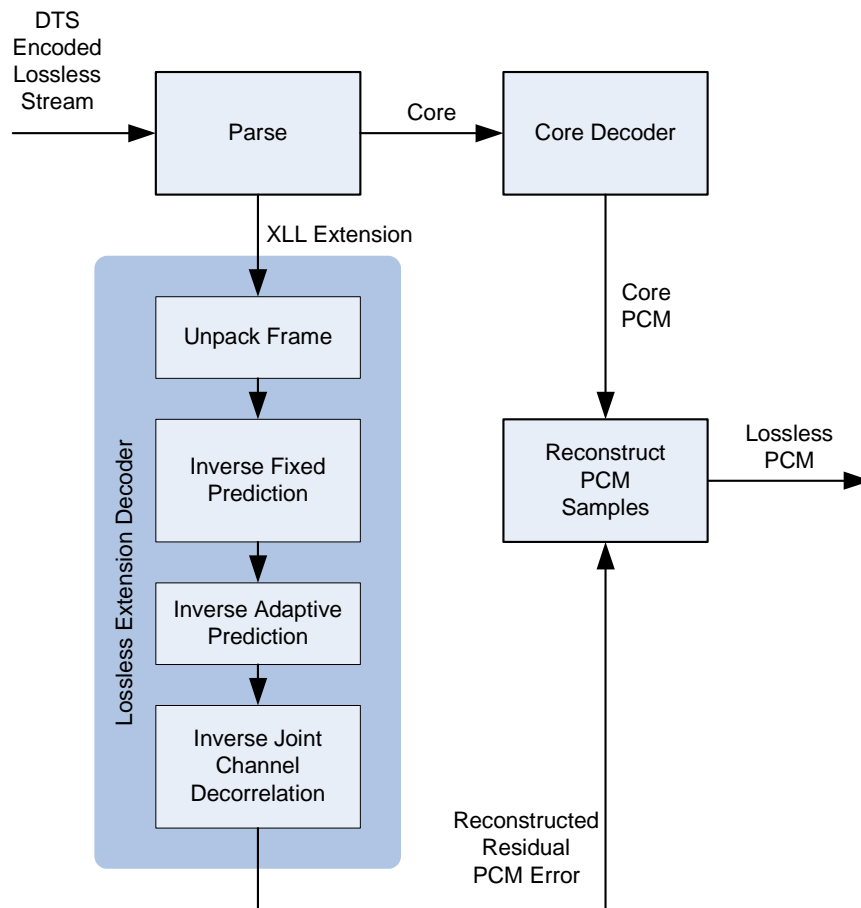 DTS
Encoded
Lossless
Stream
Parse
Core
Core Decoder
XLL Extension
Unpack Frame
Core
PCM
Inverse Fixed
Prediction
Reconstruct
PCM
Samples
Lossless
PCM
Lossless Extension Decoder
Inverse Adaptive
Prediction
Inverse Joint
Channel
Decorrelation
Reconstructed
Residual
PCM Error